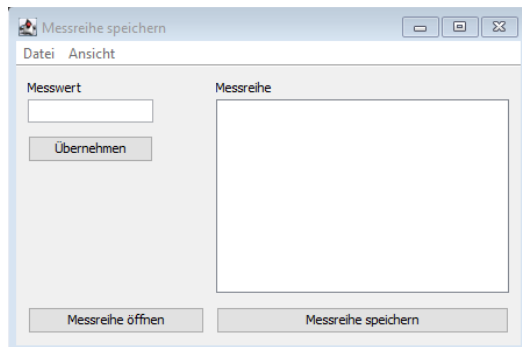 Messreihe speichern
Datei Ansicht
Messwert
Messreihe
Übernehmen
Messreihe öffnen
Messreihe speichern